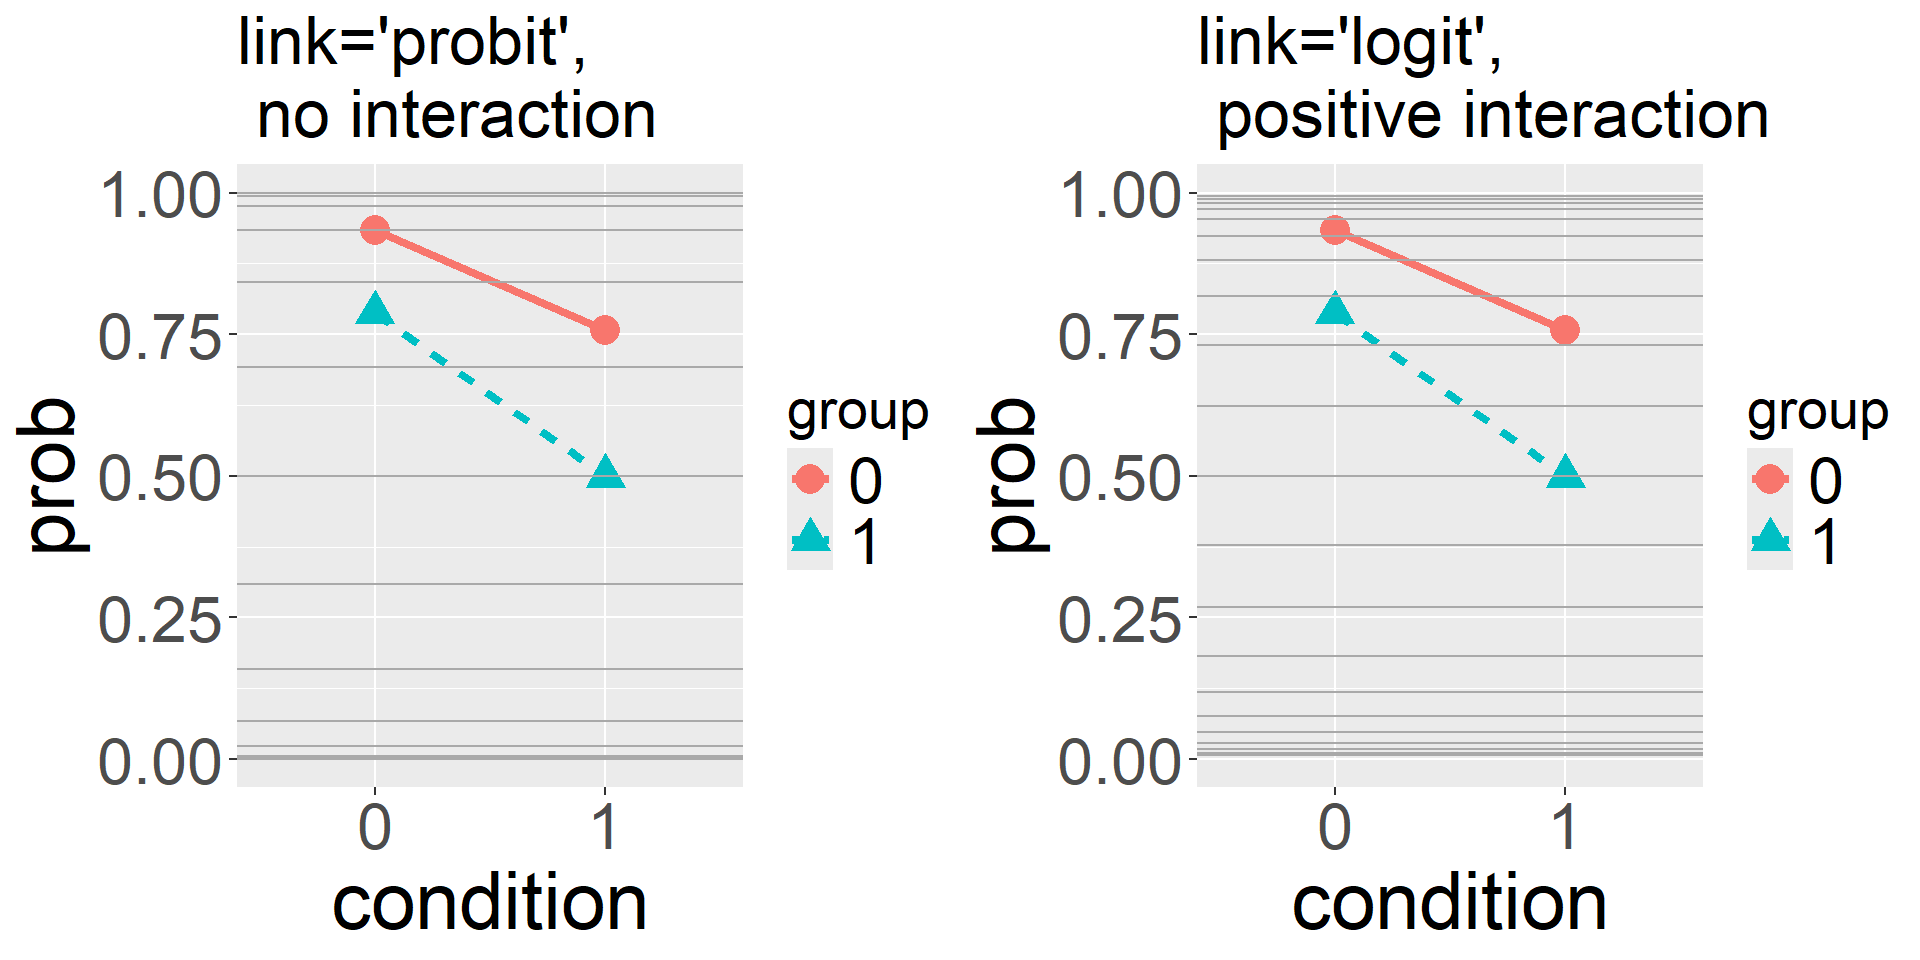 link='probit',
no interaction
1.00
0.75
0.50
0.25
0.00
prob
0
1
condition
group
0
1
link='logit',
positive interaction
1.00
0.75
0.50
0.25
0.00
prob
0
1
condition
group
0
1